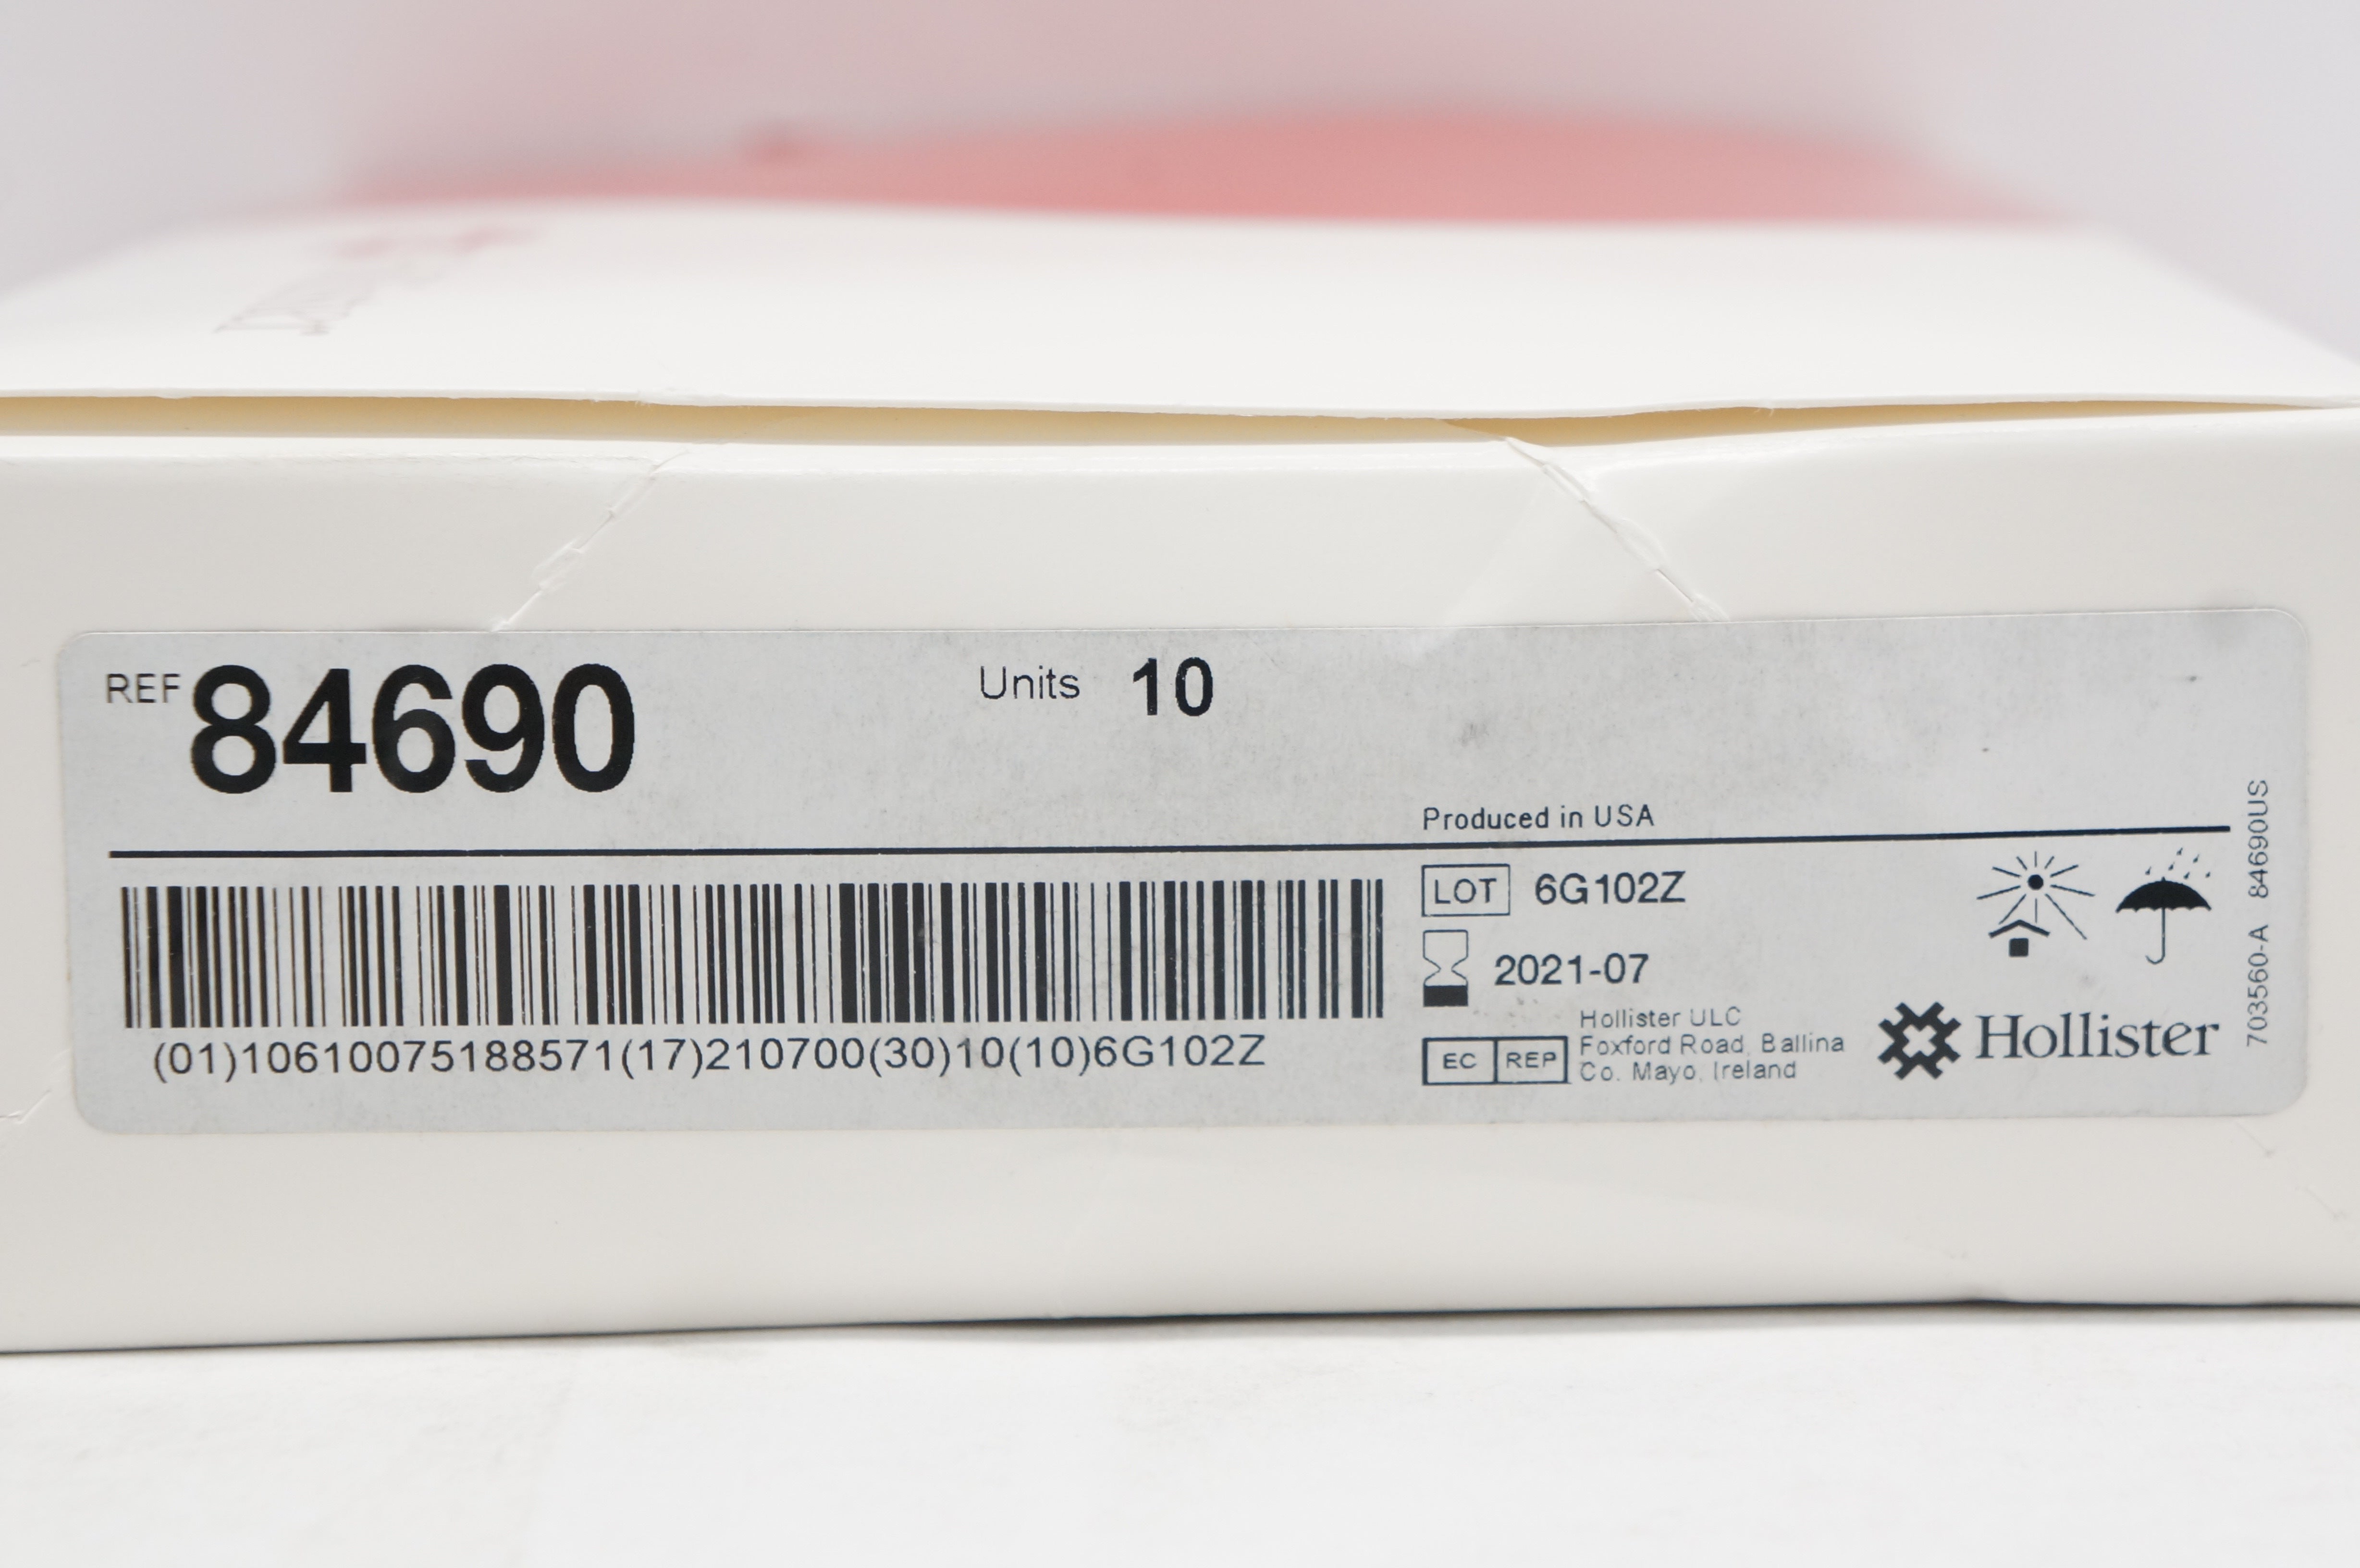 REF 84690
Units 10
Produced in USA
(01)10610075188571(17)210700(30)10(10)6G102Z
LOT 6G102Z
2021-07
EC REP
Hollister ULC
Foxford Road, Ballina
Co. Mayo, Ireland
Hollister
703560-A 84690US